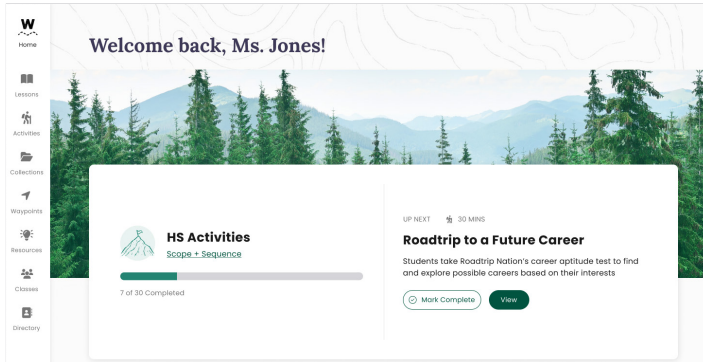 W
Home
Lessons
Activities
Collections
Waypoints
Resources
Classes
Directory
Welcome back, Ms. Jones!
HS Activities
Scope + Sequence
7 of 30 Completed
UP NEXT 30 MINS
Roadtrip to a Future Career
Students take Roadtrip Nation's career aptitude test to find
and explore possible careers based on their interests
Mark Complete View